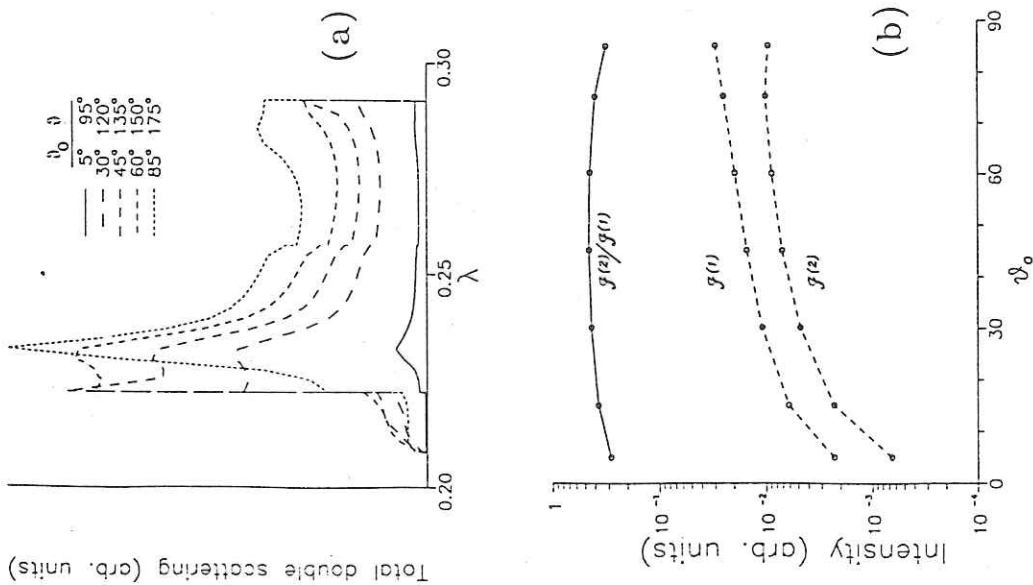 (a)
ϑ₀ ϑ
5° 95°
30° 120°
45° 135°
60° 150°
85° 175°
Total double scattering (arb. units)
0.20
0.25
0.30
λ
(b)
Intensity (arb. units)
1
10⁻¹
10⁻²
10⁻³
10⁻⁴
𝓘⁽²⁾/𝓘⁽¹⁾
𝓘⁽¹⁾
𝓘⁽²⁾
0
30
60
90
ϑ₀